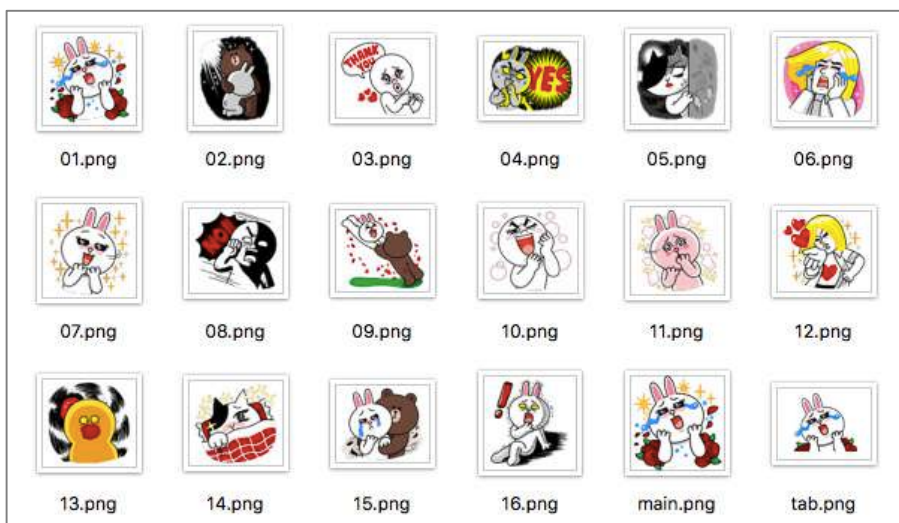 THANK
YOU
YES
01.png 02.png 03.png 04.png 05.png 06.png
NO!
07.png 08.png 09.png 10.png 11.png 12.png
!
13.png 14.png 15.png 16.png main.png tab.png